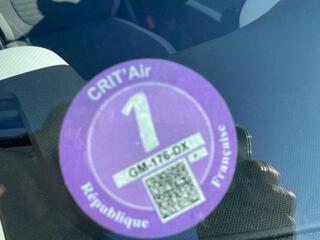 CRIT'Air
1
GM-176-DX
République
Française